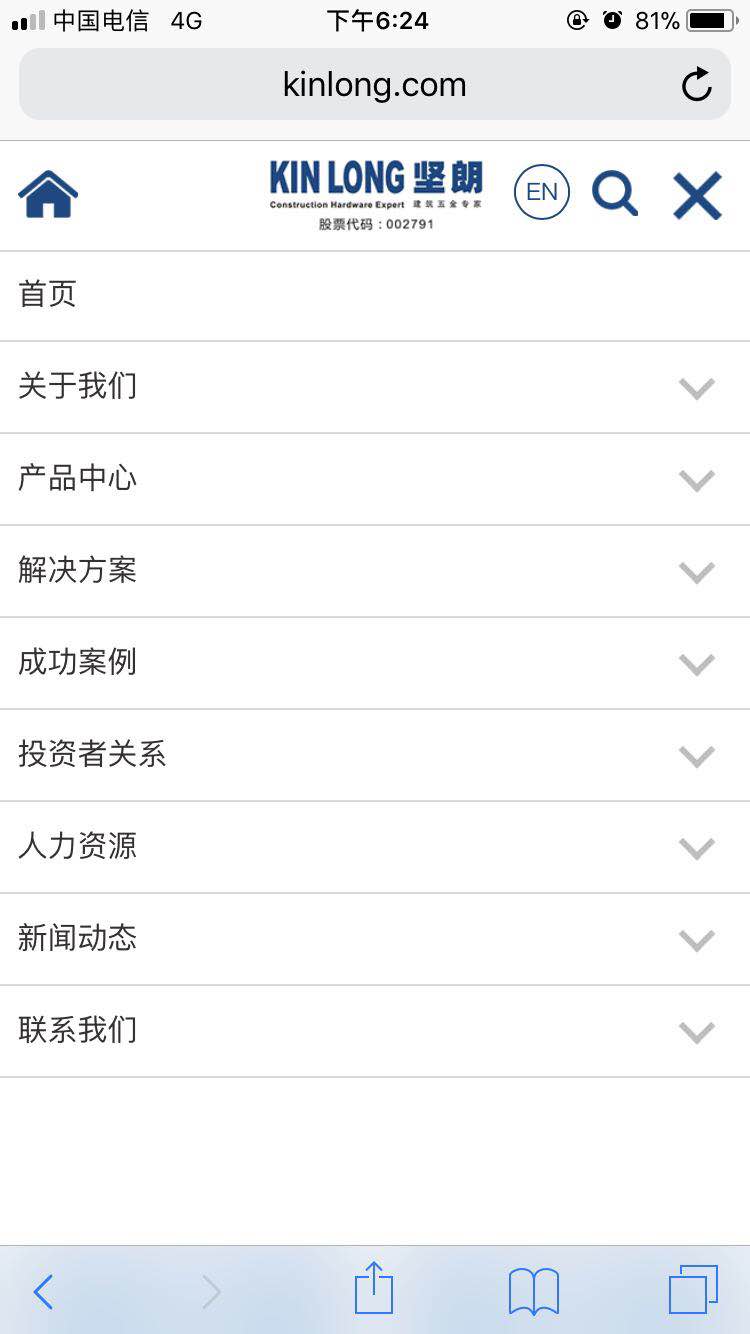 中国电信 4G 下午6:24 81%
kinlong.com
KIN LONG 坚朗
Construction Hardware Expert 建筑五金专家
股票代码：002791
EN
首页
关于我们
产品中心
解决方案
成功案例
投资者关系
人力资源
新闻动态
联系我们